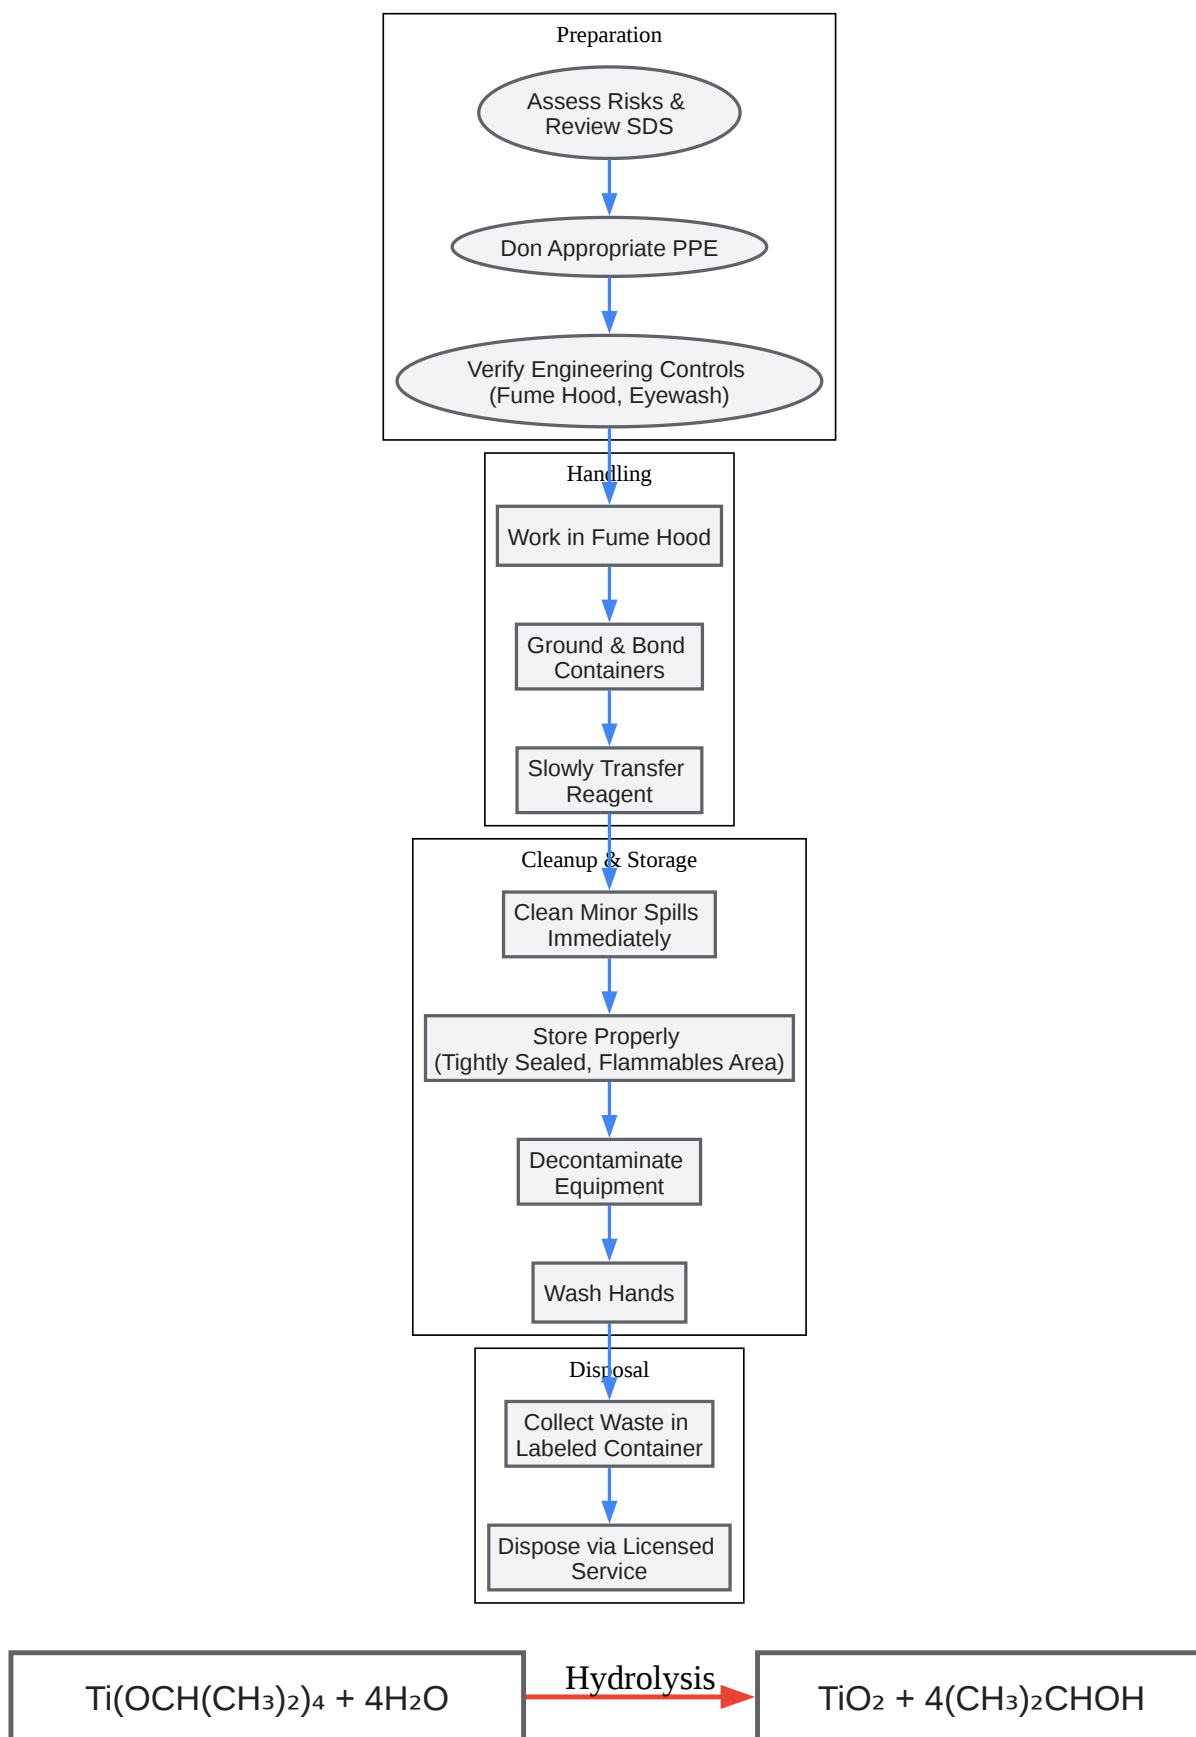 Preparation
Assess Risks &
Review SDS
Don Appropriate PPE
Verify Engineering Controls
(Fume Hood, Eyewash)
Handling
Work in Fume Hood
Ground & Bond
Containers
Slowly Transfer
Reagent
Cleanup & Storage
Clean Minor Spills
Immediately
Store Properly
(Tightly Sealed, Flammables Area)
Decontaminate
Equipment
Wash Hands
Disposal
Collect Waste in
Labeled Container
Dispose via Licensed
Service
Ti(OCH(CH₃)₂)₄ + 4H₂O
Hydrolysis
TiO₂ + 4(CH₃)₂CHOH